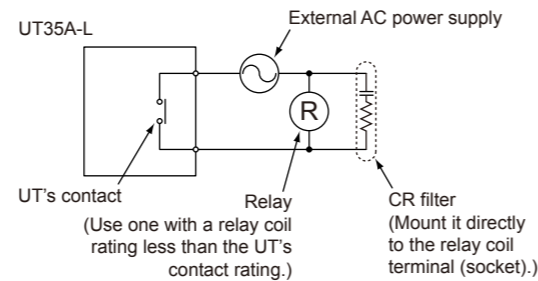 External AC power supply
UT35A-L
R
UT’s contact
Relay
(Use one with a relay coil
rating less than the UT’s
contact rating.)
CR filter
(Mount it directly
to the relay coil
terminal (socket).)